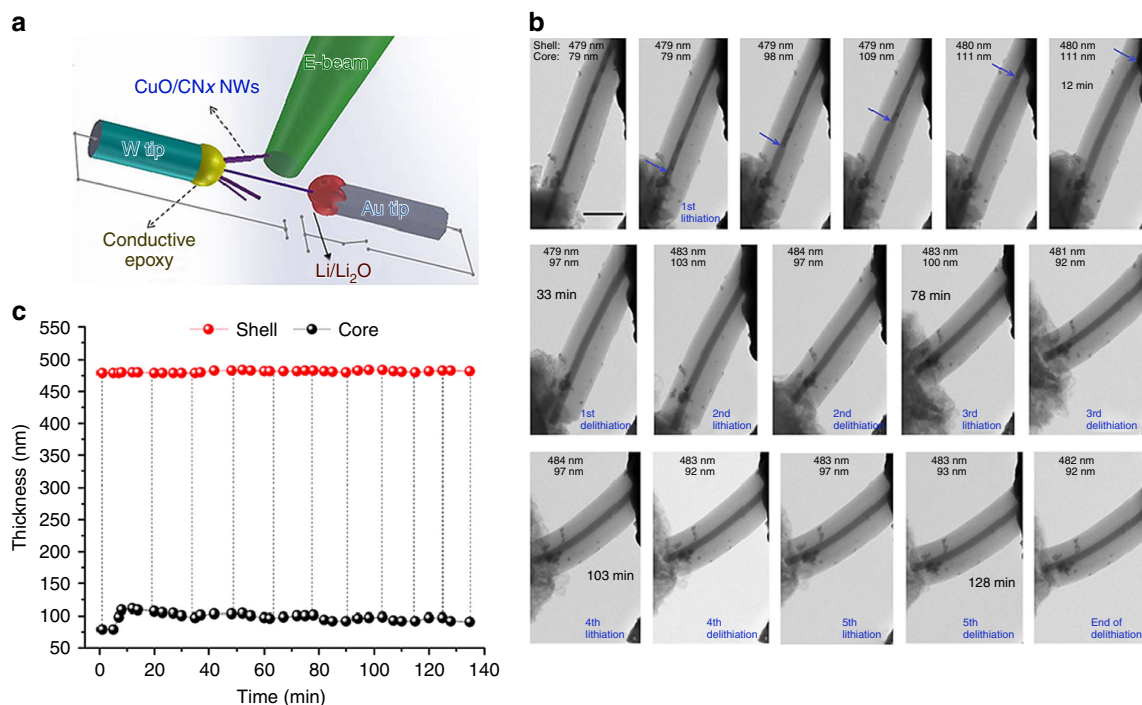 a
E-beam
CuO/CNx NWs
W tip
Au tip
Conductive
epoxy
Li/Li2O
b
Shell: 479 nm
Core: 79 nm
479 nm
79 nm
1st
lithiation
479 nm
98 nm
479 nm
109 nm
480 nm
111 nm
480 nm
111 nm
12 min
479 nm
97 nm
33 min
1st
delithiation
483 nm
103 nm
2nd
lithiation
484 nm
97 nm
2nd
delithiation
483 nm
100 nm
78 min
3rd
lithiation
481 nm
92 nm
3rd
delithiation
484 nm
97 nm
103 min
4th
lithiation
483 nm
92 nm
4th
delithiation
483 nm
97 nm
5th
lithiation
483 nm
93 nm
128 min
5th
delithiation
482 nm
92 nm
End of
delithiation
c
Shell
Core
Thickness (nm)
550
500
450
400
350
300
250
200
150
100
50
0 20 40 60 80 100 120 140
Time (min)